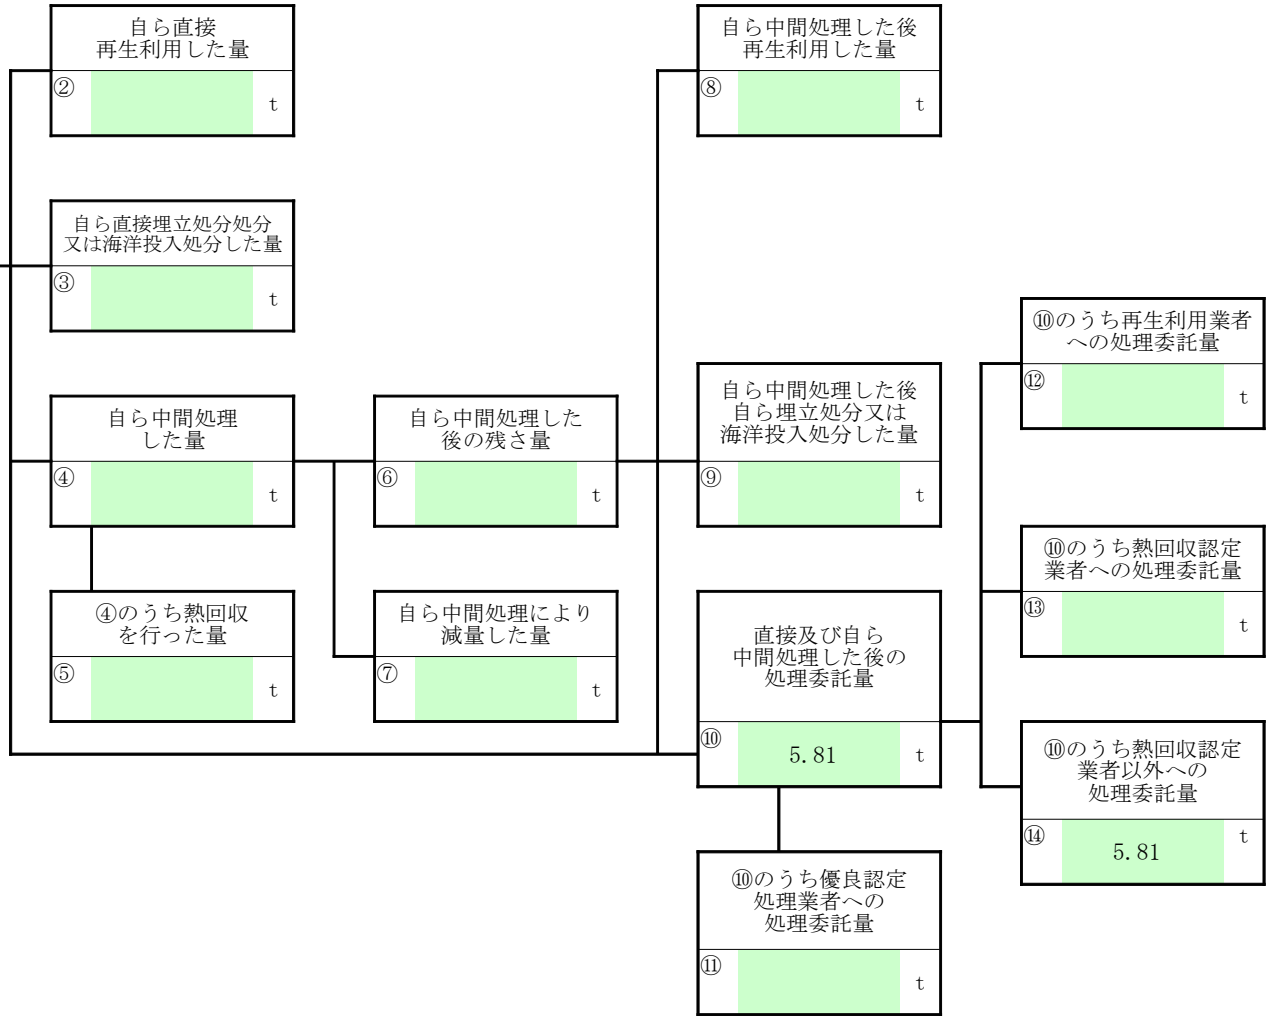 自ら直接
再生利用した量
②
t
自ら中間処理した後
再生利用した量
⑧
t
自ら直接埋立処分処分
又は海洋投入処分した量
③
t
⑩のうち再生利用業者
への処理委託量
⑫
t
自ら中間処理
した量
④
t
自ら中間処理した
後の残さ量
⑥
t
自ら中間処理した後
自ら埋立処分又は
海洋投入処分した量
⑨
t
⑩のうち熱回収認定
業者への処理委託量
⑬
t
④のうち熱回収
を行った量
⑤
t
自ら中間処理により
減量した量
⑦
t
直接及び自ら
中間処理した後の
処理委託量
⑩
5.81
t
⑩のうち熱回収認定
業者以外への
処理委託量
⑭
5.81
t
⑩のうち優良認定
処理業者への
処理委託量
⑪
t